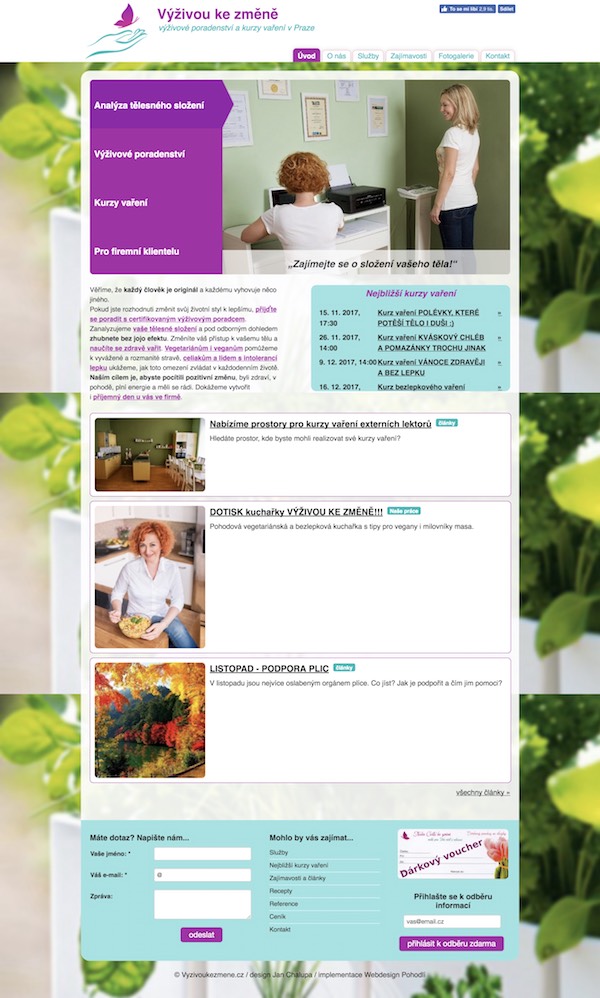 Výživou ke změně
výživové poradenství a kurzy vaření v Praze
To se mi líbí 2,9 tis. Sdílet
Úvod O nás Služby Zajímavosti Fotogalerie Kontakt
Analýza tělesného složení
Výživové poradenství
Kurzy vaření
Pro firemní klientelu
„Zajímejte se o složení vašeho těla!“
Věříme, že každý člověk je originál a každému vyhovuje něco
jiného.
Pokud jste rozhodnuti změnit svůj životní styl k lepšímu, přijďte
se poradit s certifikovaným výživovým poradcem.
Zanalyzujeme vaše tělesné složení a pod odborným dohledem
zhubnete bez jojo efektu. Změníte váš přístup k vašemu tělu a
naučíte se zdravě vařit. Vegetariánům i veganům pomůžeme
k vyvážené a rozmanité stravě, celiakům a lidem s intolerancí
lepku ukážeme, jak toto omezení zvládat v každodenním životě.
Naším cílem je, abyste pocítili pozitivní změnu, byli zdraví, v
pohodě, plní energie a měli se rádi. Dokážeme vytvořit
i příjemný den u vás ve firmě.
Nejbližší kurzy vaření
15. 11. 2017, Kurz vaření POLÉVKY, KTERÉ »
17:30 POTĚŠÍ TĚLO I DUŠI :)
26. 11. 2017, Kurz vaření KVÁSKOVÝ CHLÉB »
14:00 A POMAZÁNKY TROCHU JINAK
9. 12. 2017, 14:00 Kurz vaření VÁNOCE ZDRAVĚJI »
A BEZ LEPKU
16. 12. 2017, Kurz bezlepkového vaření »
Nabízíme prostory pro kurzy vaření externích lektorů články
Hledáte prostor, kde byste mohli realizovat své kurzy vaření?
DOTISK kuchařky VÝŽIVOU KE ZMĚNĚ!!! Naše práce
Pohodová vegetariánská a bezlepková kuchařka s tipy pro vegany i milovníky masa.
LISTOPAD - PODPORA PLIC články
V listopadu jsou nejvíce oslabeným orgánem plíce. Co jíst? Jak je podpořit a čím jim pomoci?
všechny články »
Máte dotaz? Napište nám...
Vaše jméno: *
Váš e-mail: * @
Zpráva:
odeslat
Mohlo by vás zajímat...
Služby
Nejbližší kurzy vaření
Zajímavosti a články
Recepty
Reference
Ceník
Kontakt
Dárkový voucher
Přihlašte se k odběru
informací
vas@email.cz
přihlásit k odběru zdarma
© Vyzivoukezmene.cz / design Jan Chalupa / implementace Webdesign Pohodlí